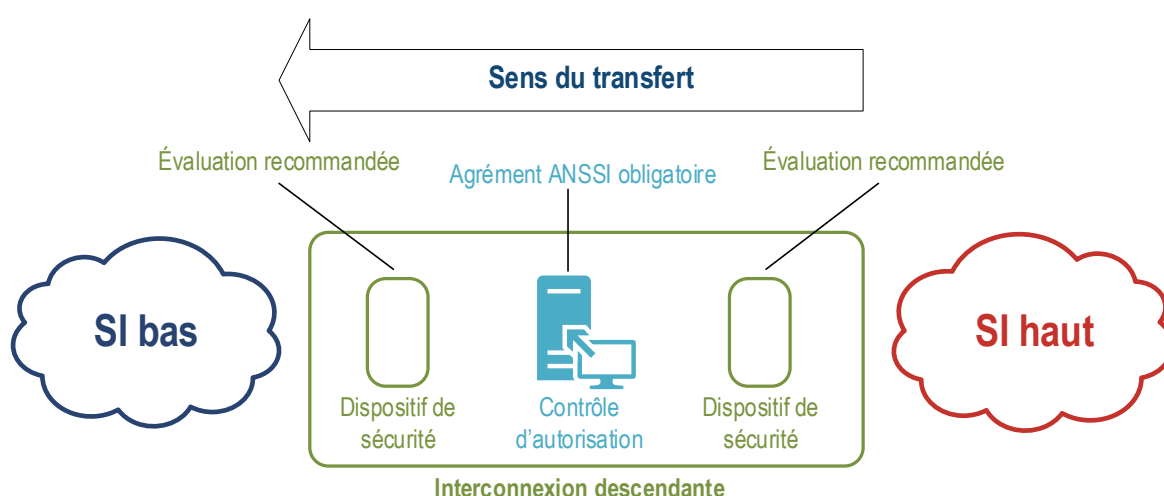 Sens du transfert
Évaluation recommandée
Agrément ANSSI obligatoire
Évaluation recommandée
SI bas
SI haut
Dispositif de
sécurité
Contrôle
d'autorisation
Dispositif de
sécurité
Interconnexion descendante